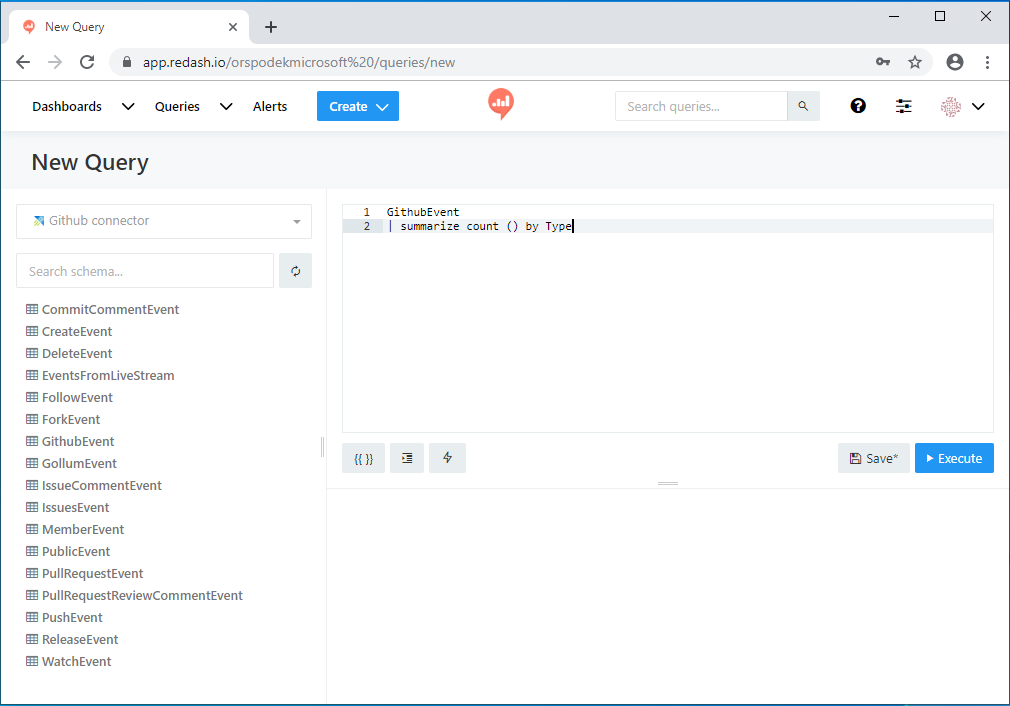 New Query
app.redash.io/orspodekmicrosoft%20/queries/new
Dashboards Queries Alerts Create Search queries...
New Query
Github connector
Search schema...
CommitCommentEvent
CreateEvent
DeleteEvent
EventsFromLiveStream
FollowEvent
ForkEvent
GithubEvent
GollumEvent
IssueCommentEvent
IssuesEvent
MemberEvent
PublicEvent
PullRequestEvent
PullRequestReviewCommentEvent
PushEvent
ReleaseEvent
WatchEvent
1 GithubEvent
2 | summarize count () by Type
{{ }} Save* Execute